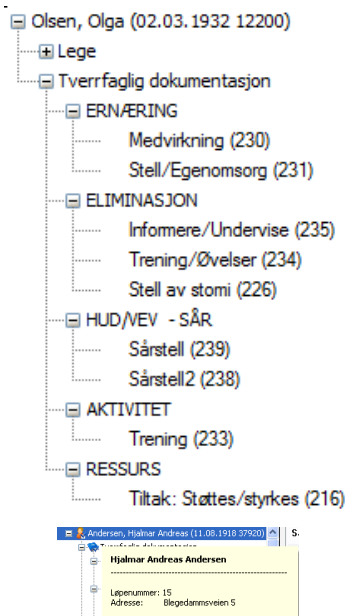 Olsen, Olga (02.03.1932 12200)
Lege
Tverrfaglig dokumentasjon
ERNÆRING
Medvirkning (230)
Stell/Egenomsorg (231)
ELIMINASJON
Informere/Undervise (235)
Trening/Øvelser (234)
Stell av stomi (226)
HUD/VEV - SÅR
Sårstell (239)
Sårstell2 (238)
AKTIVITET
Trening (233)
RESSURS
Tiltak: Støttes/styrkes (216)
Andersen, Hjalmar Andreas (11.08.1918 37920) S.
Tverrfaglig dokumentasjon
Hjalmar Andreas Andersen
Løpenummer: 15
Adresse: Blegedammsveien 5